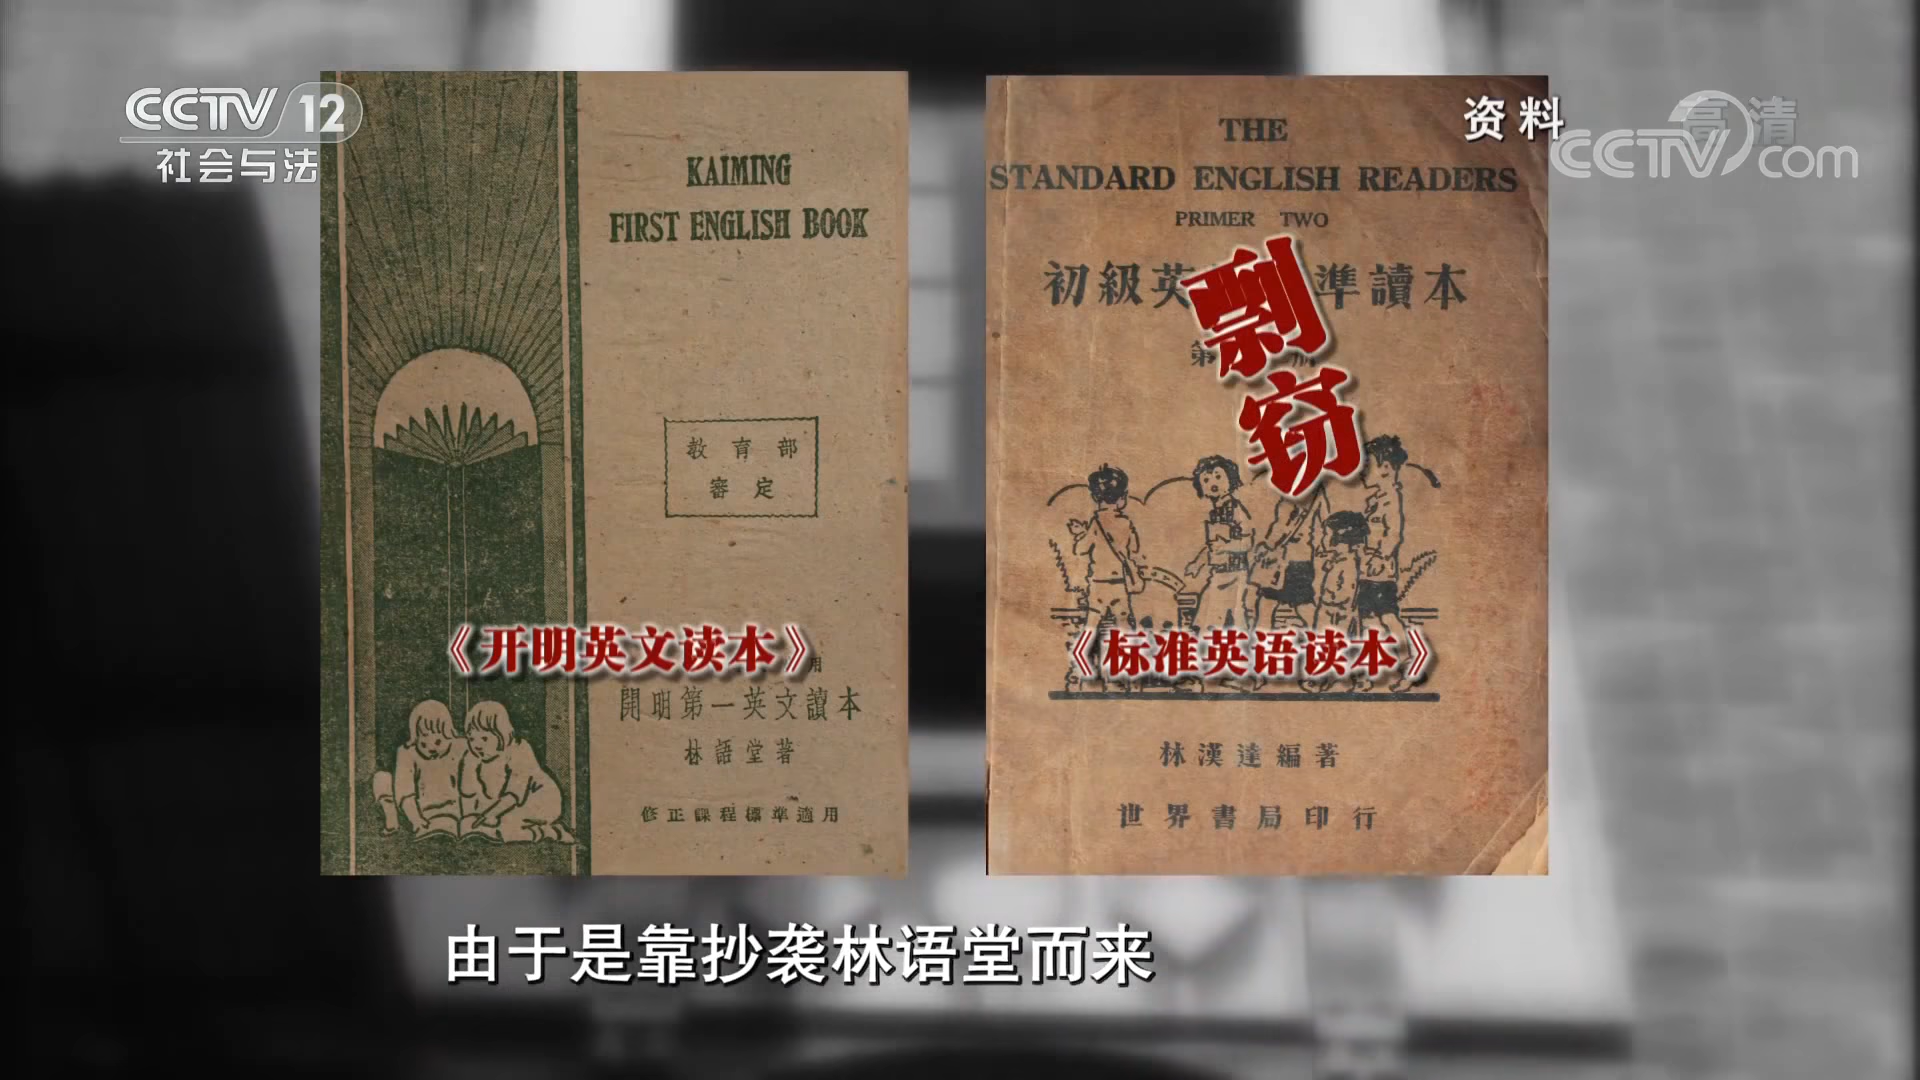 CCTV 12
社会与法
资料
高清
CCTV com
KAIMING
FIRST ENGLISH BOOK
教育部
審定
《开明英文读本》
用
開明第一英文讀本
林語堂著
修正課程標準適用
THE
STANDARD ENGLISH READERS
PRIMER TWO
初級英 準讀本
第 册
剽窃
《标准英语读本》
林漢達編著
世界書局印行
由于是靠抄袭林语堂而来